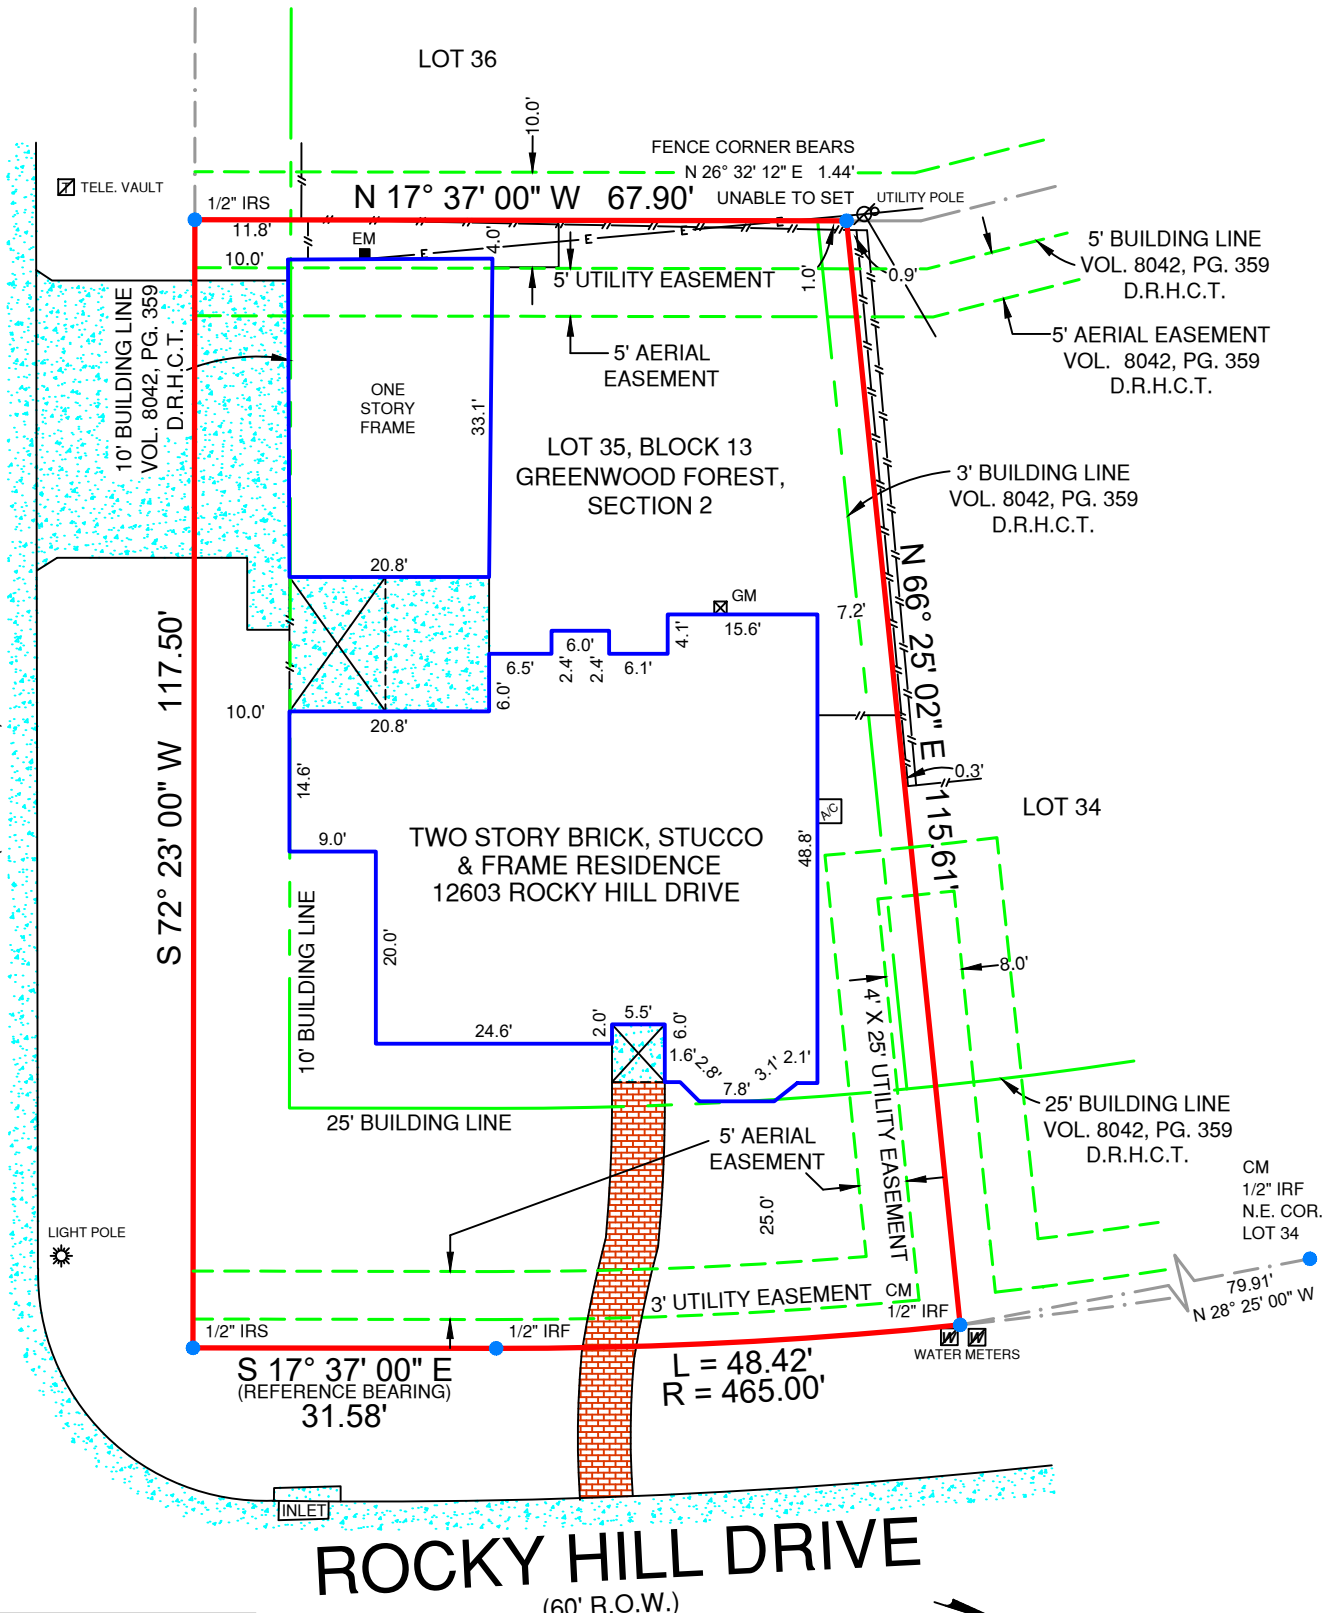 LOT 36
10.0'
FENCE CORNER BEARS
N 26° 32' 12" E 1.44'
T TELE. VAULT
1/2" IRS
N 17° 37' 00" W 67.90'
UNABLE TO SET
UTILITY POLE
11.8'
EM
4.0'
E
E
E
10.0'
5' UTILITY EASEMENT
1.0'
0.9'
5' BUILDING LINE
VOL. 8042, PG. 359
D.R.H.C.T.
10' BUILDING LINE
VOL. 8042, PG. 359
D.R.H.C.T.
5' AERIAL
EASEMENT
5' AERIAL EASEMENT
VOL. 8042, PG. 359
D.R.H.C.T.
ONE
STORY
FRAME
33.1'
LOT 35, BLOCK 13
GREENWOOD FOREST,
SECTION 2
3' BUILDING LINE
VOL. 8042, PG. 359
D.R.H.C.T.
20.8'
GM
15.6'
7.2'
N 66° 25' 02" E 115.61'
S 72° 23' 00" W 117.50'
6.0'
4.1'
6.5'
2.4'
2.4'
6.1'
6.0'
10.0'
20.8'
14.6'
0.3'
LOT 34
A/C
9.0'
TWO STORY BRICK, STUCCO
& FRAME RESIDENCE
12603 ROCKY HILL DRIVE
48.8'
10' BUILDING LINE
20.0'
8.0'
4' X 25' UTILITY EASEMENT
24.6'
2.0'
5.5'
6.0'
1.6'
2.8'
7.8'
3.1'
2.1'
25' BUILDING LINE
25' BUILDING LINE
VOL. 8042, PG. 359
D.R.H.C.T.
5' AERIAL
EASEMENT
25.0'
CM
1/2" IRF
N.E. COR.
LOT 34
LIGHT POLE
3' UTILITY EASEMENT
CM
1/2" IRF
79.91'
N 28° 25' 00" W
1/2" IRS
1/2" IRF
W W
WATER METERS
S 17° 37' 00" E
(REFERENCE BEARING)
31.58'
L = 48.42'
R = 465.00'
INLET
ROCKY HILL DRIVE
(60' R.O.W.)